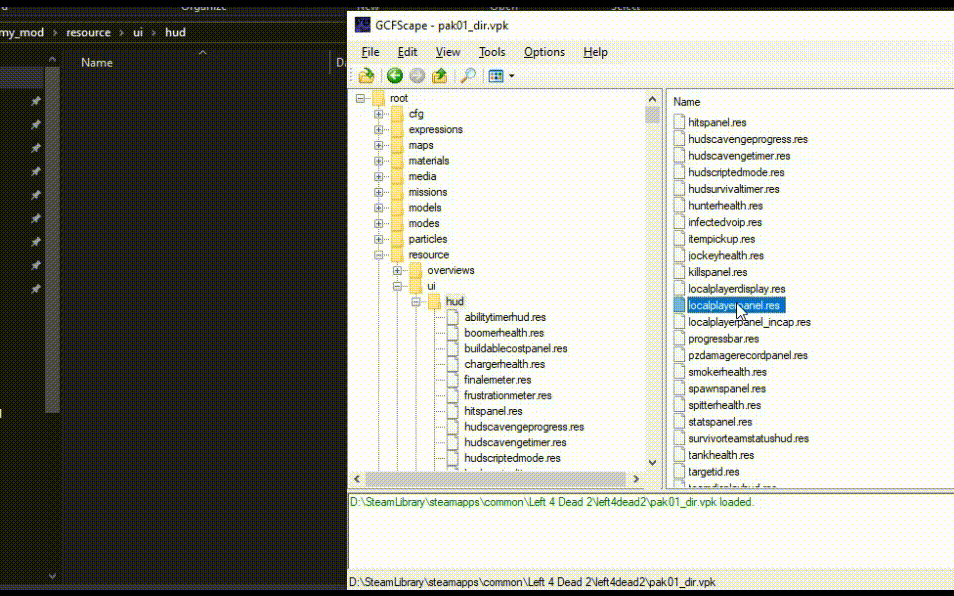 Organize
New
Open
Select
my_mod > resource > ui > hud
Name
GCFScape - pak01_dir.vpk
File Edit View Tools Options Help
root
cfg
expressions
maps
materials
media
missions
models
modes
particles
resource
overviews
ui
hud
abilitytimerhud.res
boomerhealth.res
buildablecostpanel.res
chargerhealth.res
finalemeter.res
frustrationmeter.res
hitspanel.res
hudscavengeprogress.res
hudscavengetimer.res
hudscriptedmode.res
Name
hitspanel.res
hudscavengeprogress.res
hudscavengetimer.res
hudscriptedmode.res
hudsurvivaltimer.res
hunterhealth.res
infectedvoip.res
itempickup.res
jockeyhealth.res
killspanel.res
localplayerdisplay.res
localplayerpanel.res
localplayerpanel_incap.res
progressbar.res
pzdamagerecordpanel.res
smokerhealth.res
spawnspanel.res
spitterhealth.res
statspanel.res
survivorteamstatushud.res
tankhealth.res
targetid.res
teamdisplayhud.res
D:\SteamLibrary\steamapps\common\Left 4 Dead 2\left4dead2\pak01_dir.vpk loaded.
D:\SteamLibrary\steamapps\common\Left 4 Dead 2\left4dead2\pak01_dir.vpk